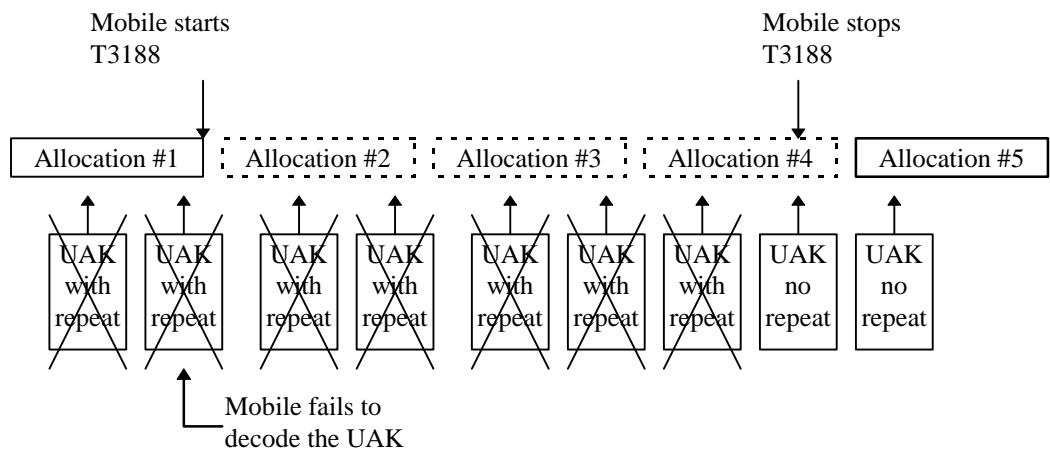 Mobile starts
T3188
Mobile stops
T3188
Allocation #1
Allocation #2
Allocation #3
Allocation #4
Allocation #5
UAK
with
repeat
UAK
with
repeat
UAK
with
repeat
UAK
with
repeat
UAK
with
repeat
UAK
with
repeat
UAK
with
repeat
UAK
no
repeat
UAK
no
repeat
Mobile fails to
decode the UAK